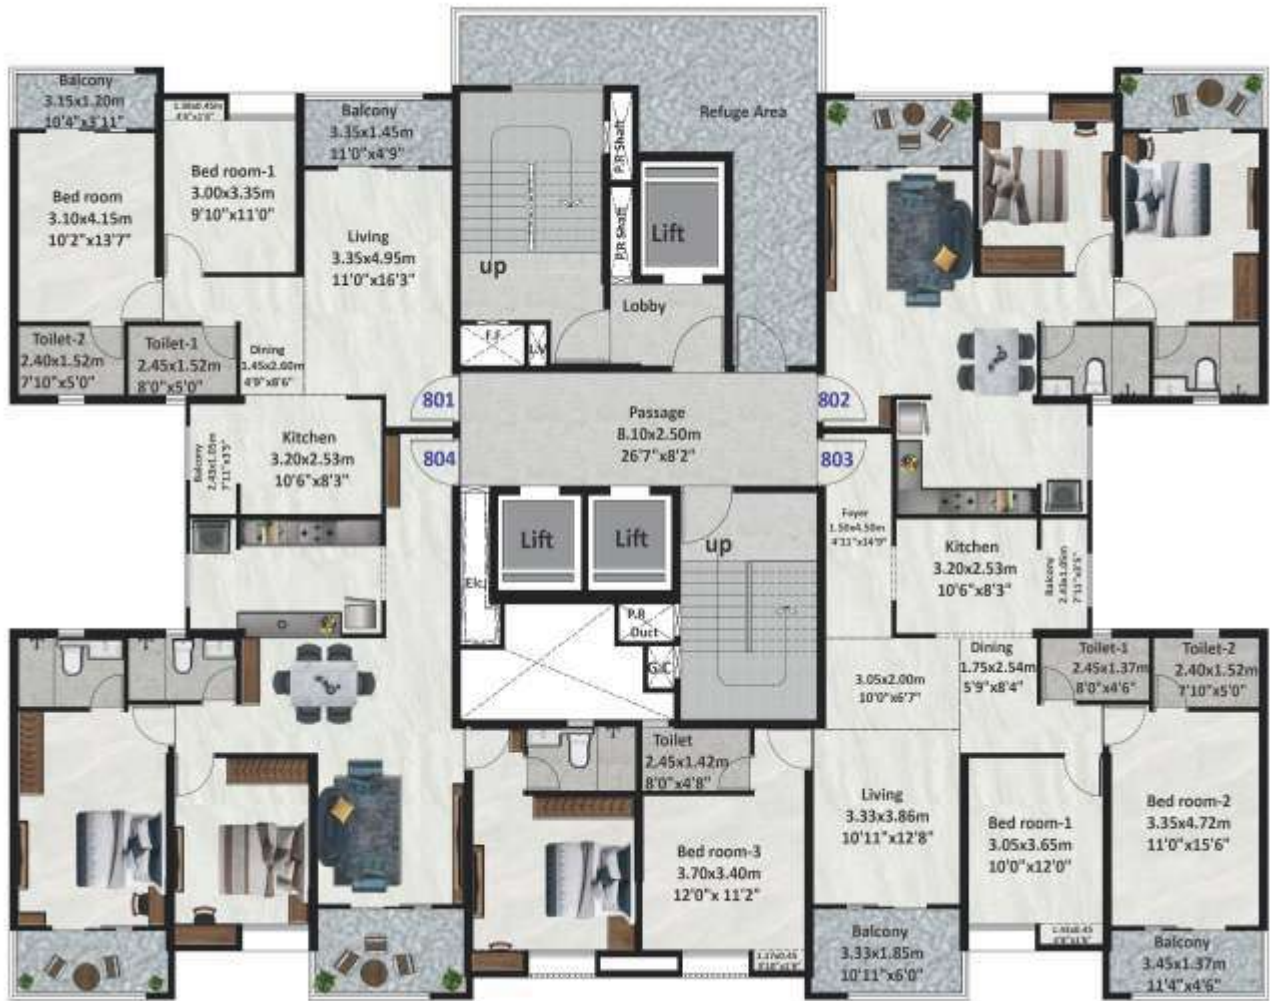 Balcony
3.15x1.20m
10'4"x3'11"
Balcony
3.35x1.45m
11'0"x4'9"
Bed room-1
3.00x3.35m
9'10"x11'0"
Bed room
3.10x4.15m
10'2"x13'7"
Living
3.35x4.95m
11'0"x16'3"
Toilet-2
2.40x1.52m
7'10"x5'0"
Toilet-1
2.45x1.52m
8'0"x5'0"
Dining
1.45x2.60m
4'9"x8'6"
Kitchen
3.20x2.53m
10'6"x8'3"
Balcony
2.43x1.05m
7'11"x3'5"
801
804
Refuge Area
P.R Shaft
P.R Shaft
Lift
up
Lobby
F.F
L.V
Passage
8.10x2.50m
26'7"x8'2"
802
803
Lift
Lift
up
Elc.
P.R
Duct
G.C
Foyer
1.50x4.50m
4'11"x14'9"
Kitchen
3.20x2.53m
10'6"x8'3"
Balcony
2.43x1.05m
7'11"x3'5"
3.05x2.00m
10'0"x6'7"
Dining
1.75x2.54m
5'9"x8'4"
Toilet-1
2.45x1.37m
8'0"x4'6"
Toilet-2
2.40x1.52m
7'10"x5'0"
Toilet
2.45x1.42m
8'0"x4'8"
Living
3.33x3.86m
10'11"x12'8"
Bed room-1
3.05x3.65m
10'0"x12'0"
Bed room-2
3.35x4.72m
11'0"x15'6"
Bed room-3
3.70x3.40m
12'0"x 11'2"
Balcony
3.33x1.85m
10'11"x6'0"
Balcony
3.45x1.37m
11'4"x4'6"